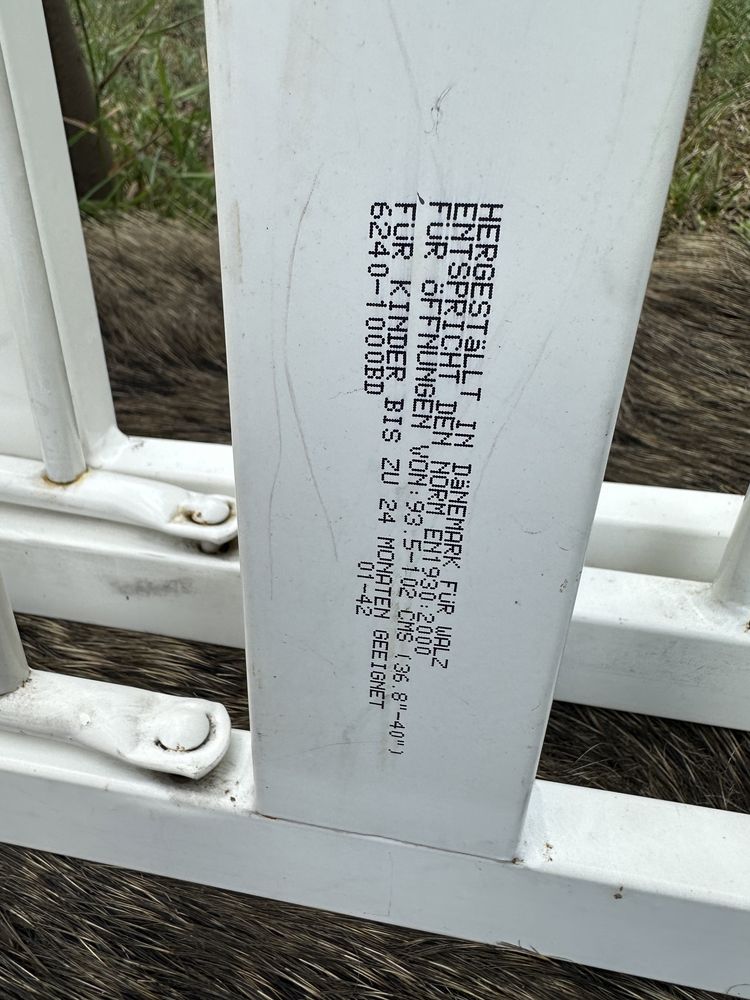 HERGESTäLLT IN DäNEMARK FÜR WALZ
ENTSPRICHT DEN NORM EN1930:2000
FÜR öFFNUNGEN VON:93.5-102 CMS (36.8"-40")
FÜR KINDER BIS ZU 24 MONATEN GEEIGNET
6240-1000BD 01-42